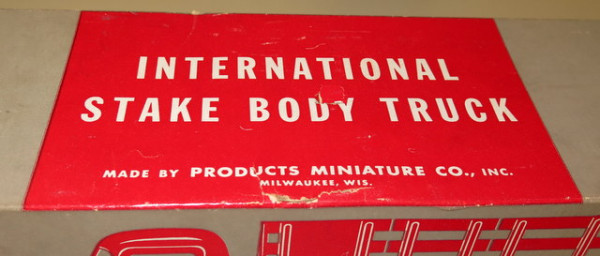 INTERNATIONAL
STAKE BODY TRUCK
MADE BY PRODUCTS MINIATURE CO., INC.
MILWAUKEE, WIS.